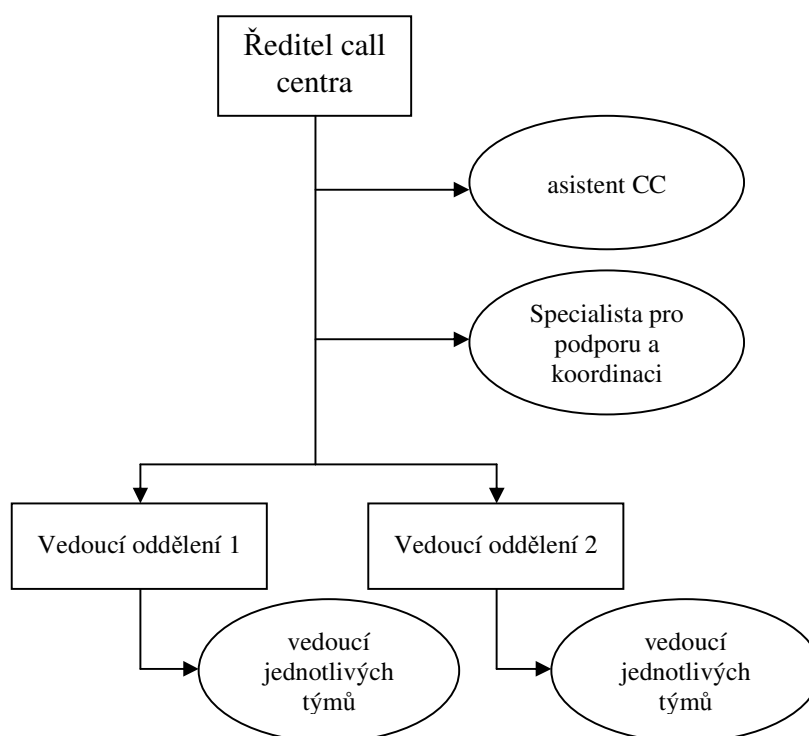 Ředitel call
centra
asistent CC
Specialista pro
podporu a
koordinaci
Vedoucí oddělení 1
Vedoucí oddělení 2
vedoucí
jednotlivých
týmů
vedoucí
jednotlivých
týmů